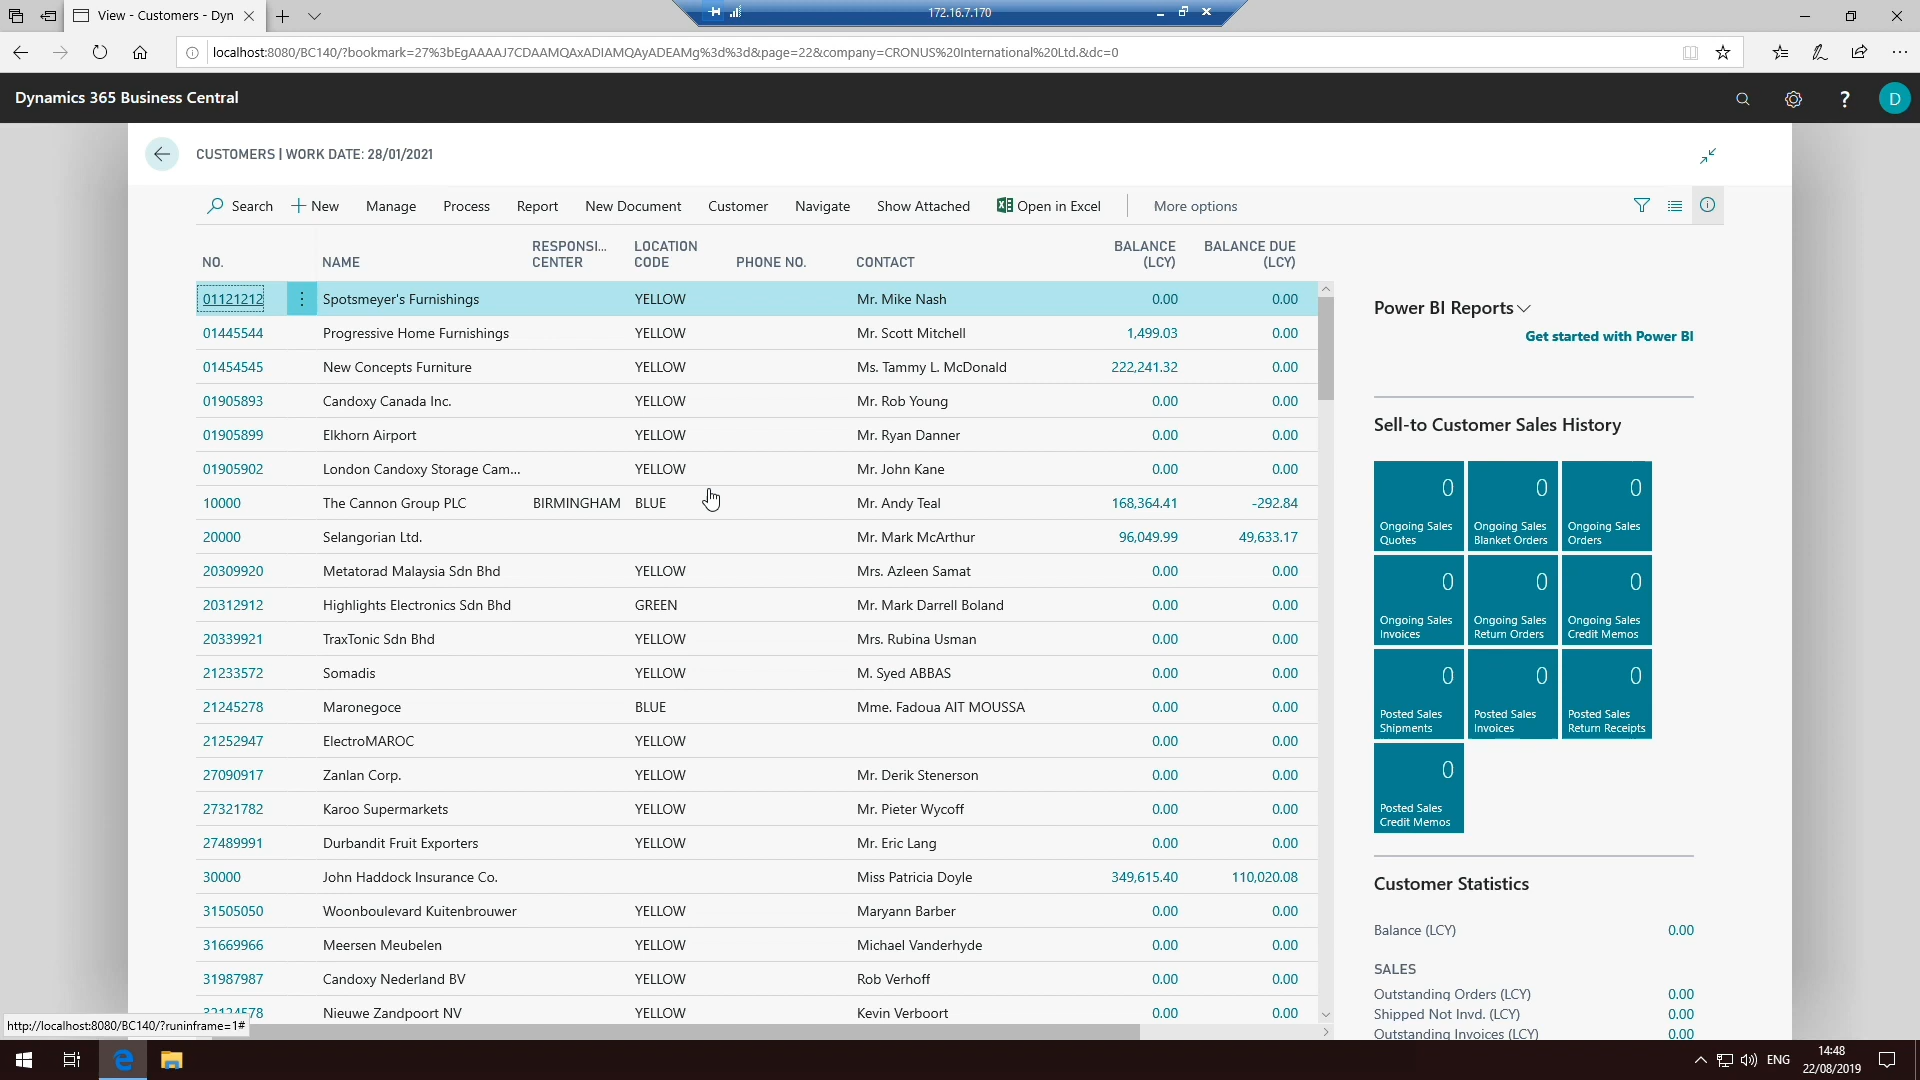 View - Customers - Dyn
172.16.7.170
localhost:8080/BC140/?bookmark=27%3bEgAAAAJ7CDAAMQAxADIAMQAyADEAMg%3d%3d&page=22&company=CRONUS%20International%20Ltd.&dc=0
Dynamics 365 Business Central
?
D
CUSTOMERS | WORK DATE: 28/01/2021
Search New Manage Process Report New Document Customer Navigate Show Attached Open in Excel More options
NO. NAME RESPONSI... CENTER LOCATION CODE PHONE NO. CONTACT BALANCE (LCY) BALANCE DUE (LCY)
01121212 Spotsmeyer's Furnishings YELLOW Mr. Mike Nash 0.00 0.00
01445544 Progressive Home Furnishings YELLOW Mr. Scott Mitchell 1,499.03 0.00
01454545 New Concepts Furniture YELLOW Ms. Tammy L. McDonald 222,241.32 0.00
01905893 Candoxy Canada Inc. YELLOW Mr. Rob Young 0.00 0.00
01905899 Elkhorn Airport YELLOW Mr. Ryan Danner 0.00 0.00
01905902 London Candoxy Storage Cam... YELLOW Mr. John Kane 0.00 0.00
10000 The Cannon Group PLC BIRMINGHAM BLUE Mr. Andy Teal 168,364.41 -292.84
20000 Selangorian Ltd. Mr. Mark McArthur 96,049.99 49,633.17
20309920 Metatorad Malaysia Sdn Bhd YELLOW Mrs. Azleen Samat 0.00 0.00
20312912 Highlights Electronics Sdn Bhd GREEN Mr. Mark Darrell Boland 0.00 0.00
20339921 TraxTonic Sdn Bhd YELLOW Mrs. Rubina Usman 0.00 0.00
21233572 Somadis YELLOW M. Syed ABBAS 0.00 0.00
21245278 Maronegoce BLUE Mme. Fadoua AIT MOUSSA 0.00 0.00
21252947 ElectroMAROC YELLOW 0.00 0.00
27090917 Zanlan Corp. YELLOW Mr. Derik Stenerson 0.00 0.00
27321782 Karoo Supermarkets YELLOW Mr. Pieter Wycoff 0.00 0.00
27489991 Durbandit Fruit Exporters YELLOW Mr. Eric Lang 0.00 0.00
30000 John Haddock Insurance Co. Miss Patricia Doyle 349,615.40 110,020.08
31505050 Woonboulevard Kuitenbrouwer YELLOW Maryann Barber 0.00 0.00
31669966 Meersen Meubelen YELLOW Michael Vanderhyde 0.00 0.00
31987987 Candoxy Nederland BV YELLOW Rob Verhoff 0.00 0.00
32124578 Nieuwe Zandpoort NV YELLOW Kevin Verboort 0.00 0.00
Power BI Reports
Get started with Power BI
Sell-to Customer Sales History
0 Ongoing Sales Quotes
0 Ongoing Sales Blanket Orders
0 Ongoing Sales Orders
0 Ongoing Sales Invoices
0 Ongoing Sales Return Orders
0 Ongoing Sales Credit Memos
0 Posted Sales Shipments
0 Posted Sales Invoices
0 Posted Sales Return Receipts
0 Posted Sales Credit Memos
Customer Statistics
Balance (LCY) 0.00
SALES
Outstanding Orders (LCY) 0.00
Shipped Not Invd. (LCY) 0.00
Outstanding Invoices (LCY) 0.00
http://localhost:8080/BC140/?runinframe=1#
ENG
14:48
22/08/2019